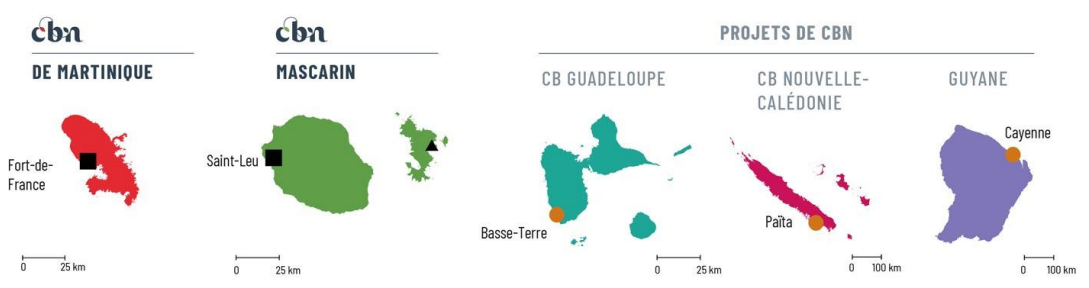 cbn
DE MARTINIQUE
Fort-de-
France
0 25 km
cbn
MASCARIN
Saint-Leu
0 25 km
PROJETS DE CBN
CB GUADELOUPE
Basse-Terre
0 25 km
CB NOUVELLE-
CALÉDONIE
Païta
0 100 km
GUYANE
Cayenne
0 100 km